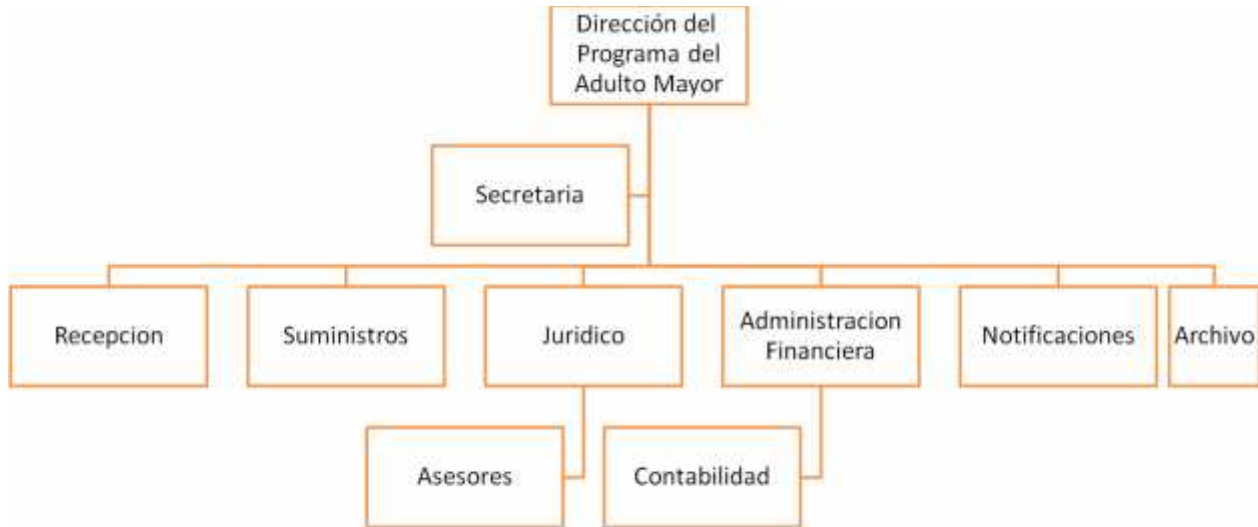 Dirección del
Programa del
Adulto Mayor
Secretaria
Recepcion
Suministros
Juridico
Administracion
Financiera
Notificaciones
Archivo
Asesores
Contabilidad